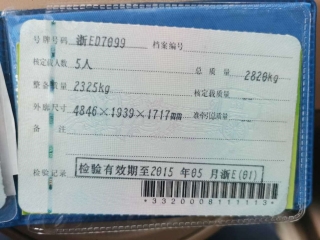 号牌号码 浙E07099 档案编号
核定载人数 5人 总质量 2820kg
整备质量 2325kg 核定载质量
外廓尺寸 4846×1939×1717mm 准牵引总质量
备注
检验记录 检验有效期至2015年05月浙E(01)
*3320008111113*